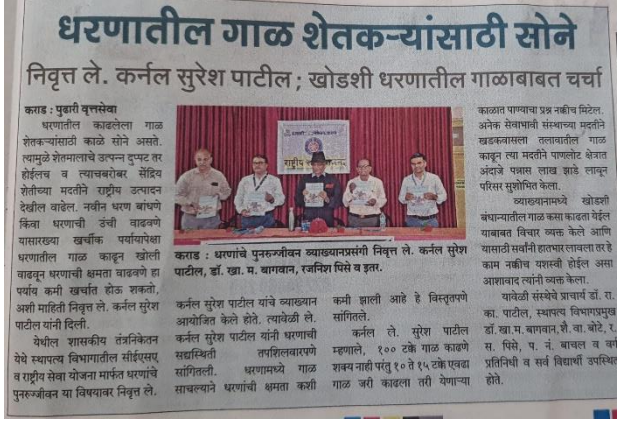 धरणातील गाळ शेतकऱ्यांसाठी सोने
निवृत्त ले. कर्नल सुरेश पाटील ; खोडशी धरणातील गाळाबाबत चर्चा
कराड : पुढारी वृत्तसेवा
धरणातील काढलेला गाळ
शेतकऱ्यांसाठी काळे सोने असते.
त्यामुळे शेतमालाचे उत्पन्न दुप्पट तर
होईलच व त्याचबरोबर सेंद्रिय
शेतीच्या मदतीने राष्ट्रीय उत्पादन
देखील वाढेल. नवीन धरण बांधणे
किंवा धरणाची उंची वाढवणे
यासारख्या खर्चीक पर्यायापेक्षा
धरणातील गाळ काढून खोली
वाढवून धरणाची क्षमता वाढवणे हा
पर्याय कमी खर्चात होऊ शकतो,
अशी माहिती निवृत्त ले. कर्नल सुरेश
पाटील यांनी दिली.
येथील शासकीय तंत्रनिकेतन
येथे स्थापत्य विभागातील सीईएसए,
व राष्ट्रीय सेवा योजना मार्फत धरणांचे
पुनरुज्जीवन या विषयावर निवृत्त ले.
कराड : धरणांचे पुनरुज्जीवन व्याख्यानप्रसंगी निवृत्त ले. कर्नल सुरेश
पाटील, डॉ. खा. म. बागवान, रजनिश पिसे व इतर.
कर्नल सुरेश पाटील यांचे व्याख्यान
आयोजित केले होते. त्यावेळी ले.
कर्नल सुरेश पाटील यांनी धरणाची
सद्यस्थिती तपशिलवारपणे
सांगितली. धरणामध्ये गाळ
साचल्याने धरणांची क्षमता कशी
कमी झाली आहे हे विस्तृतपणे
सांगितले.
कर्नल ले. सुरेश पाटील
म्हणाले, १०० टक्के गाळ काढणे
शक्य नाही परंतु १० ते १५ टक्के एवढा
गाळ जरी काढला तरी येणाऱ्या
काळात पाण्याचा प्रश्न नक्कीच मिटेल.
अनेक सेवाभावी संस्थाच्या मदतीने
खडकवासला तलावातील गाळ
काढून त्या मदतीने पाणलोट क्षेत्रात
अंदाजे पन्नास लाख झाडे लावून
परिसर सुशोभित केला.
व्याख्यानामध्ये खोडशी
बंधाऱ्यातील गाळ कसा काढता येईल
याबाबत विचार व्यक्त केले आणि
यासाठी सर्वांनी हातभार लावला तर हे
काम नक्कीच यशस्वी होईल असा
आशावाद त्यांनी व्यक्त केला.
यावेळी संस्थेचे प्राचार्य डॉ. रा.
का. पाटील, स्थापत्य विभागप्रमुख
डॉ. खा.म. बागवान, शै. वा. बोटे, र.
स. पिसे, प. नं. बाचल व वर्ग
प्रतिनिधी व सर्व विद्यार्थी उपस्थित
होते.